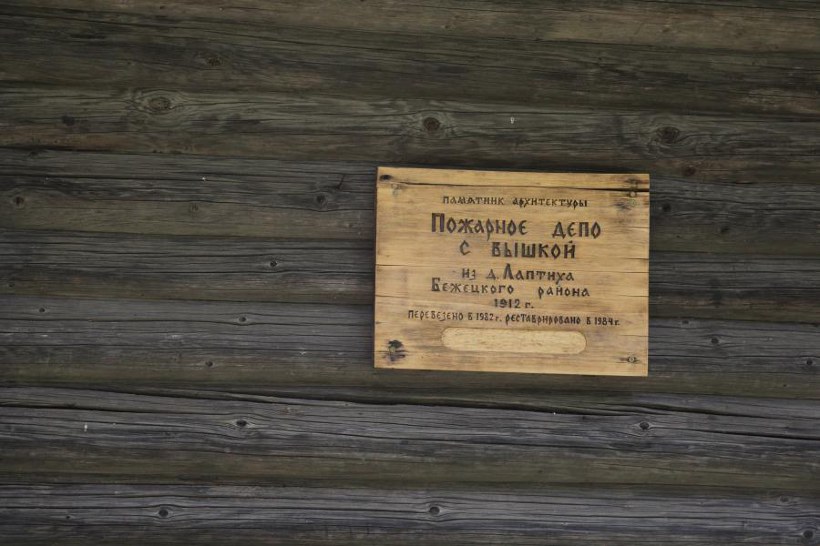 ПАМЯТНИК АРХИТЕКТУРЫ
ПОЖАРНОЕ ДЕПО
С ВЫШКОЙ
ИЗ Д. ЛАПТИХА
БЕЖЕЦКОГО РАЙОНА
1912 г.
ПЕРЕВЕЗЕНО В 1982 г. РЕСТАВРИРОВАНО В 1984 г.